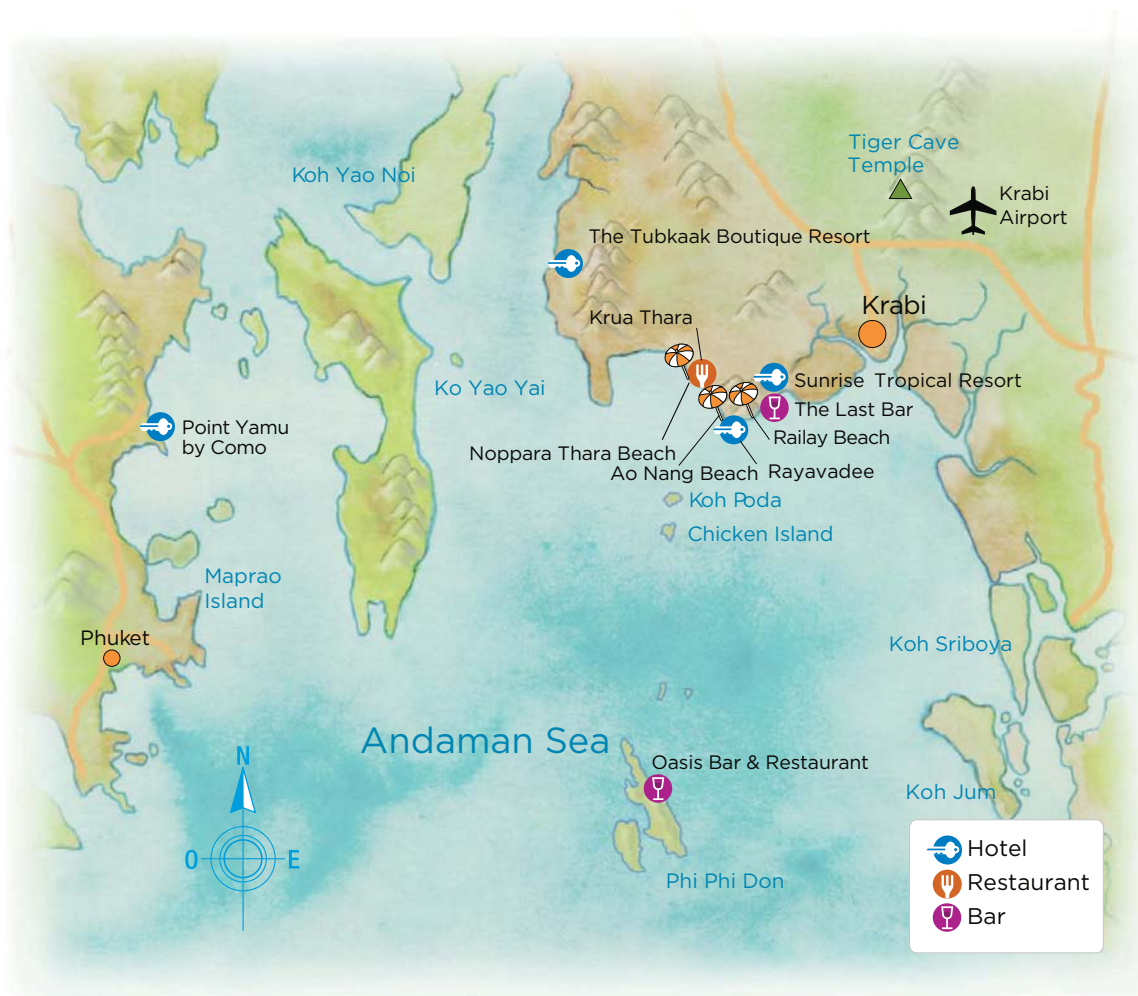 Tiger Cave
Temple
Koh Yao Noi
Krabi
Airport
The Tubkaak Boutique Resort
Krabi
Krua Thara
Ko Yao Yai
Sunrise Tropical Resort
The Last Bar
Point Yamu
by Como
Railay Beach
Noppara Thara Beach
Ao Nang Beach
Rayavadee
Koh Poda
Chicken Island
Maprao
Island
Phuket
Koh Sriboya
Andaman Sea
N
O
E
Oasis Bar & Restaurant
Koh Jum
Phi Phi Don
Hotel
Restaurant
Bar